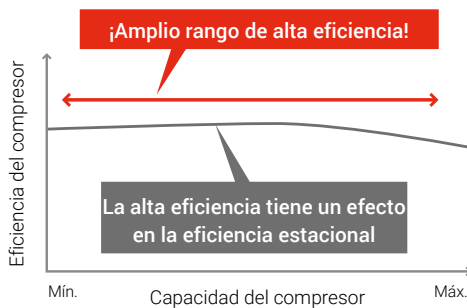 ¡Amplio rango de alta eficiencia!
Eficiencia del compresor
La alta eficiencia tiene un efecto
en la eficiencia estacional
Mín.
Capacidad del compresor
Máx.